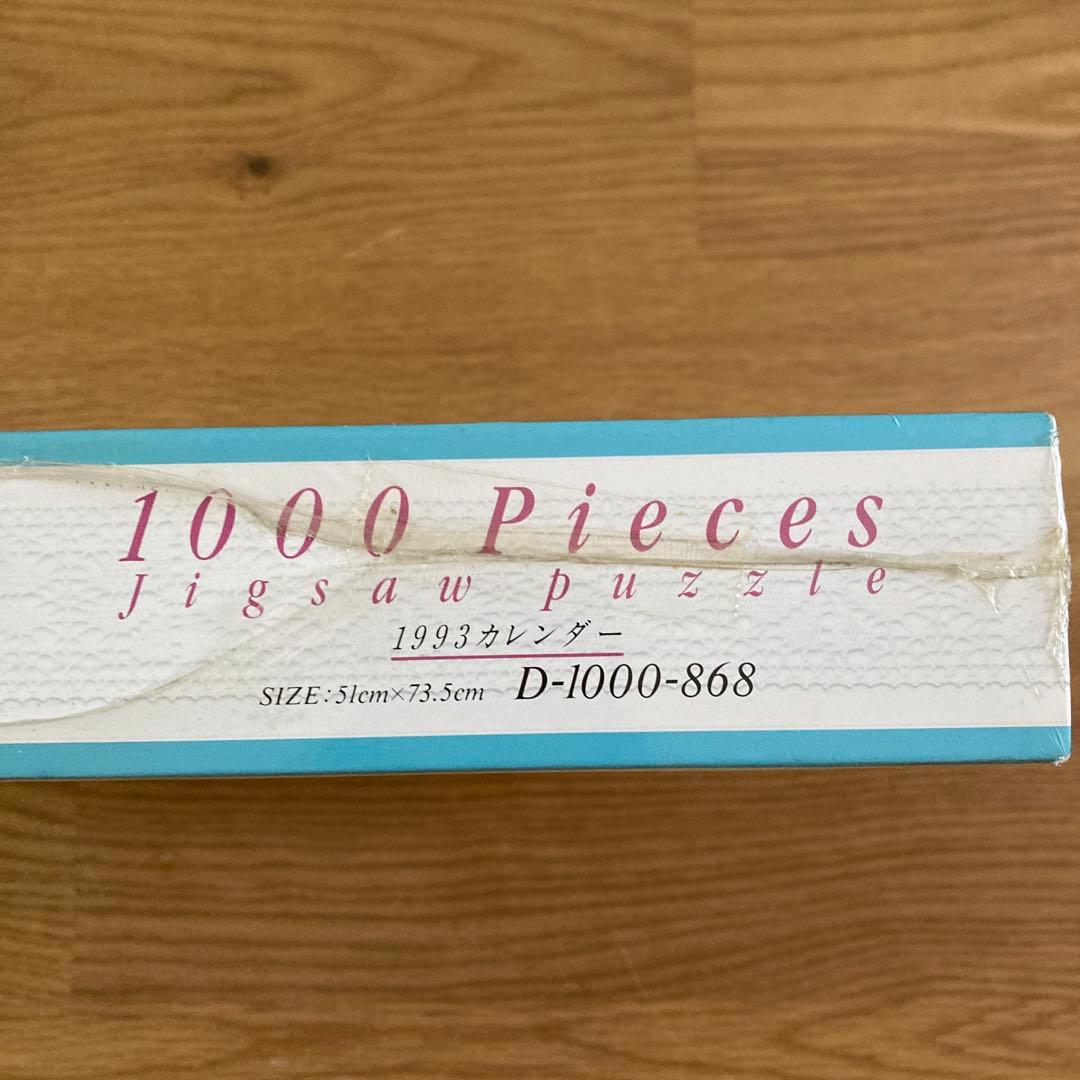 1000 Pieces
Jigsaw puzzle
1993カレンダー
SIZE:51cm×73.5cm D-1000-868